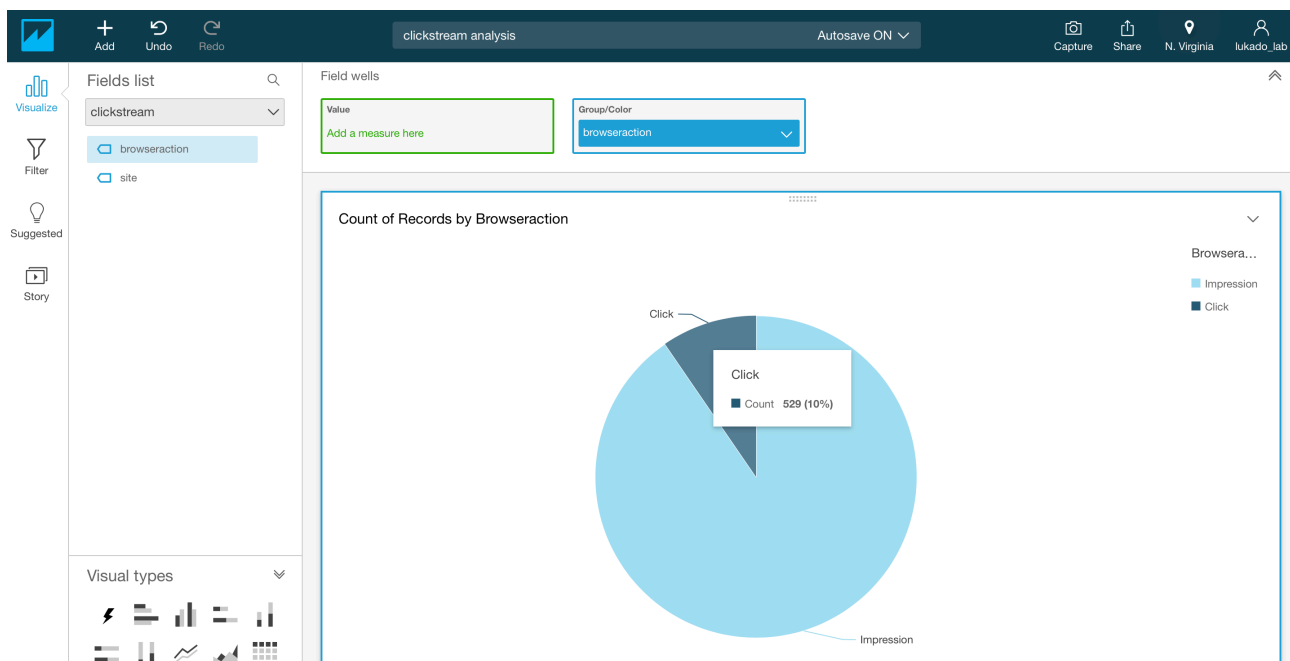 Add
Undo
Redo
clickstream analysis
Autosave ON
Capture
Share
N. Virginia
lukado_lab
Visualize
Filter
Suggested
Story
Fields list
clickstream
browseraction
site
Visual types
Field wells
Value
Add a measure here
Group/Color
browseraction
Count of Records by Browseraction
Browsera...
Impression
Click
Click
Click
Count 529 (10%)
Impression